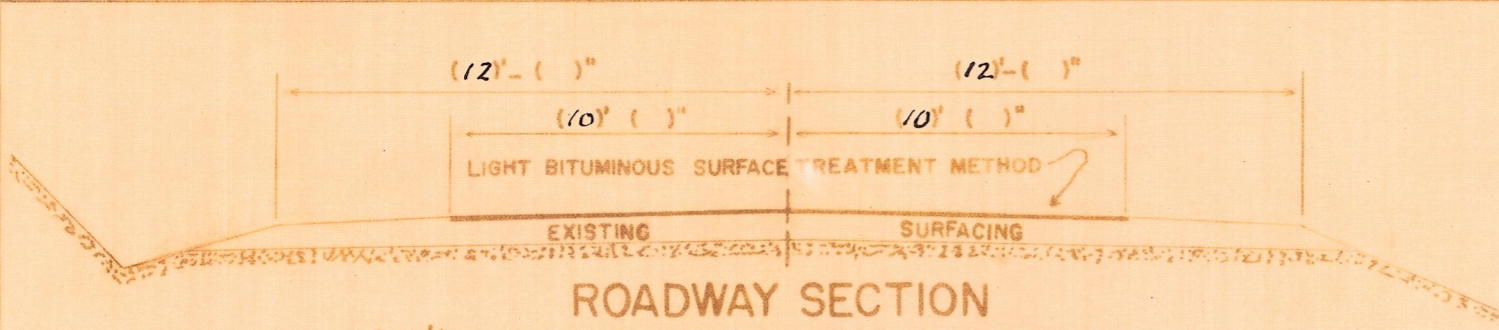 (12)'-(   )" (12)'-(   )"
(10)' (   )" (10)' (   )"
LIGHT BITUMINOUS SURFACE TREATMENT METHOD
EXISTING SURFACING
ROADWAY SECTION